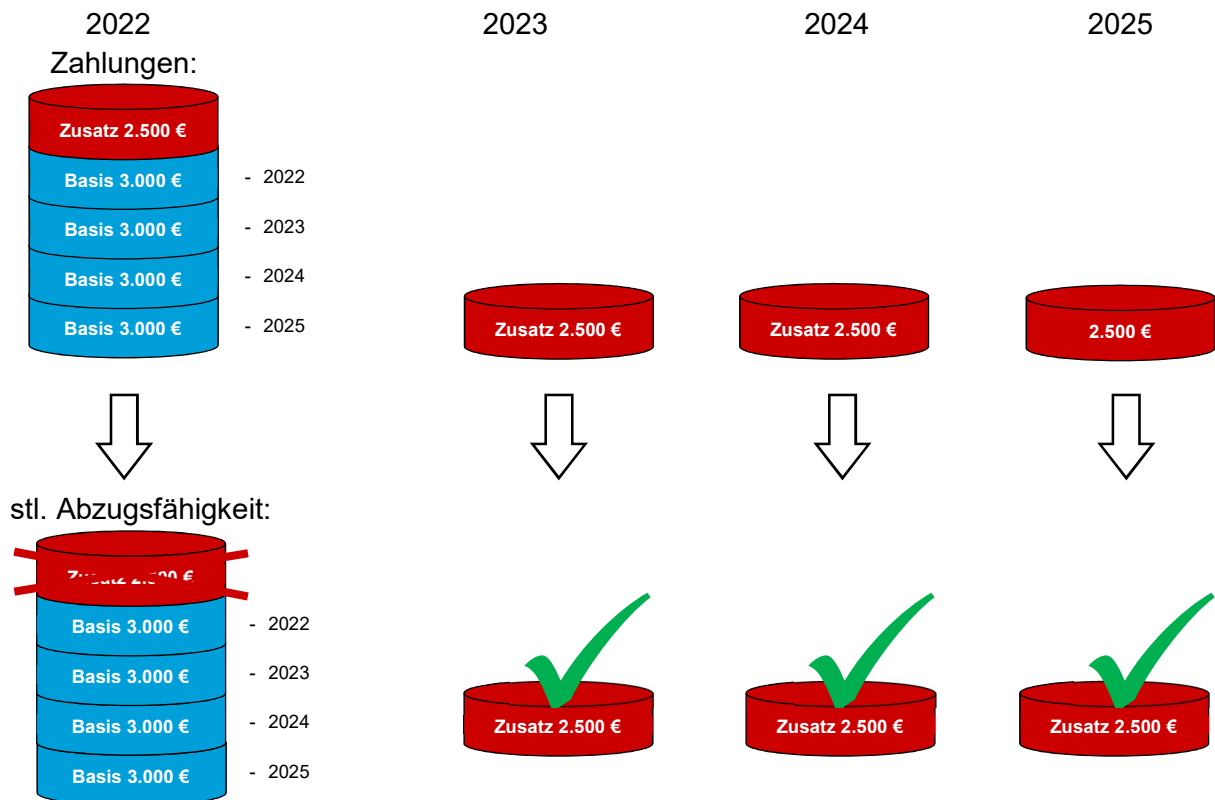 2022 2023 2024 2025
Zahlungen:
Zusatz 2.500 €
Basis 3.000 € - 2022
Basis 3.000 € - 2023
Basis 3.000 € - 2024
Basis 3.000 € - 2025
Zusatz 2.500 € Zusatz 2.500 € 2.500 €
stl. Abzugsfähigkeit:
Zusatz 2.500 €
Basis 3.000 € - 2022
Basis 3.000 € - 2023
Basis 3.000 € - 2024
Basis 3.000 € - 2025
Zusatz 2.500 € Zusatz 2.500 € Zusatz 2.500 €